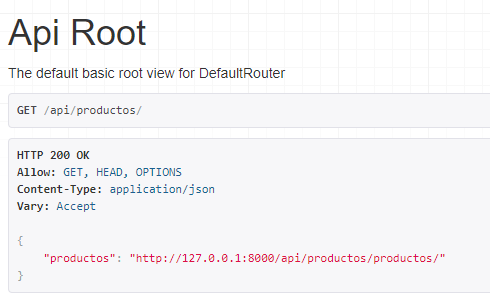 Api Root
The default basic root view for DefaultRouter
GET /api/productos/
HTTP 200 OK
Allow: GET, HEAD, OPTIONS
Content-Type: application/json
Vary: Accept
{
    "productos": "http://127.0.0.1:8000/api/productos/productos/"
}